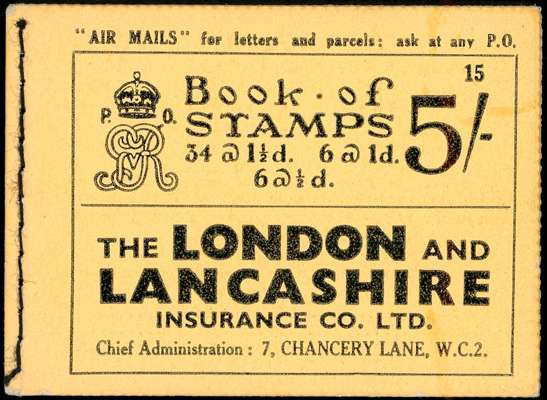 "AIR MAILS" for letters and parcels: ask at any P.O.
15
P. O.
GR
Book · of
STAMPS
5/-
34 @ 1½d. 6 @ 1d.
6 @ ½d.
THE LONDON AND
LANCASHIRE
INSURANCE CO. LTD.
Chief Administration : 7, CHANCERY LANE, W.C.2.